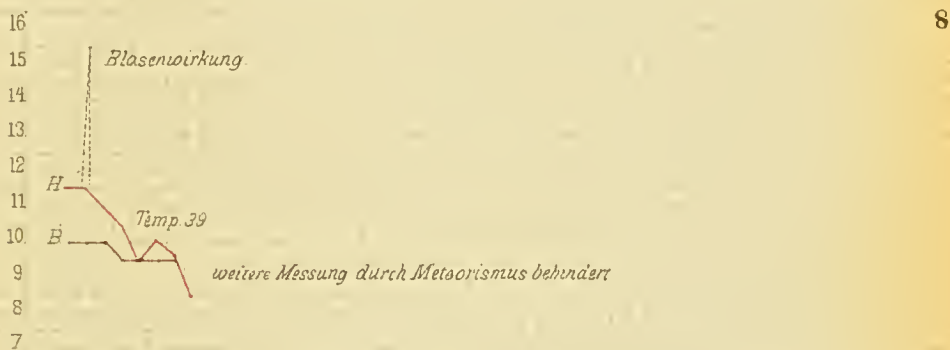 16
8
15 Blasenwirkung
14
13
12
H
11
Temp. 39
10 B
9 weitere Messung durch Meteorismus behindert
8
7